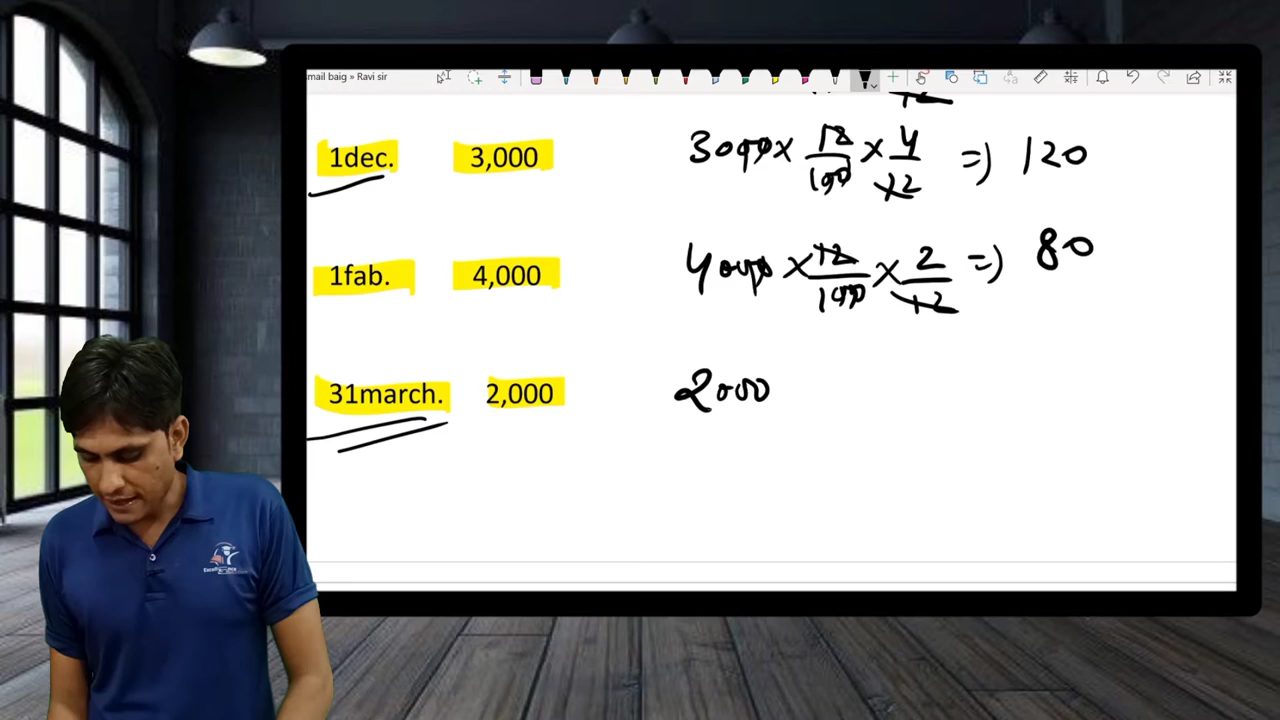 mail baig » Ravi sir
1dec. 3,000 3000 x 12/100 x 4/12 => 120
1fab. 4,000 4000 x 12/100 x 2/12 => 80
31march. 2,000 2000